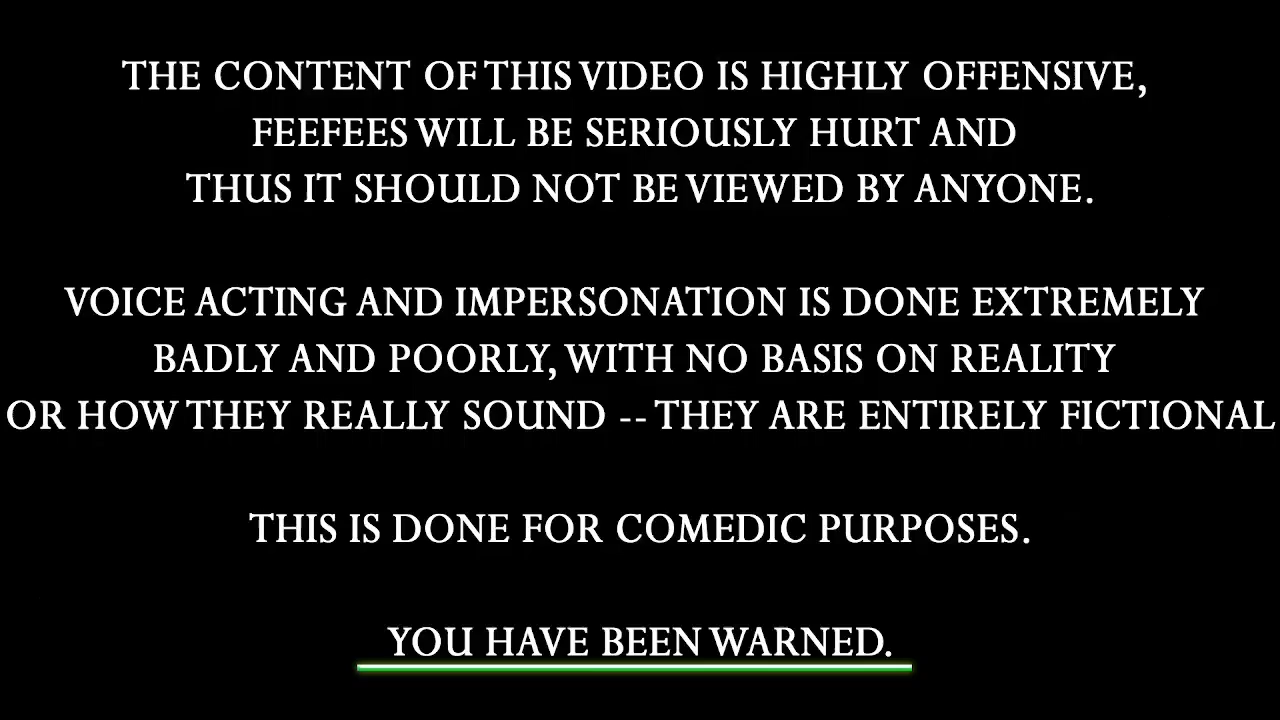 THE CONTENT OF THIS VIDEO IS HIGHLY OFFENSIVE,
FEEFEES WILL BE SERIOUSLY HURT AND
THUS IT SHOULD NOT BE VIEWED BY ANYONE.
VOICE ACTING AND IMPERSONATION IS DONE EXTREMELY
BADLY AND POORLY, WITH NO BASIS ON REALITY
OR HOW THEY REALLY SOUND -- THEY ARE ENTIRELY FICTIONAL
THIS IS DONE FOR COMEDIC PURPOSES.
YOU HAVE BEEN WARNED.